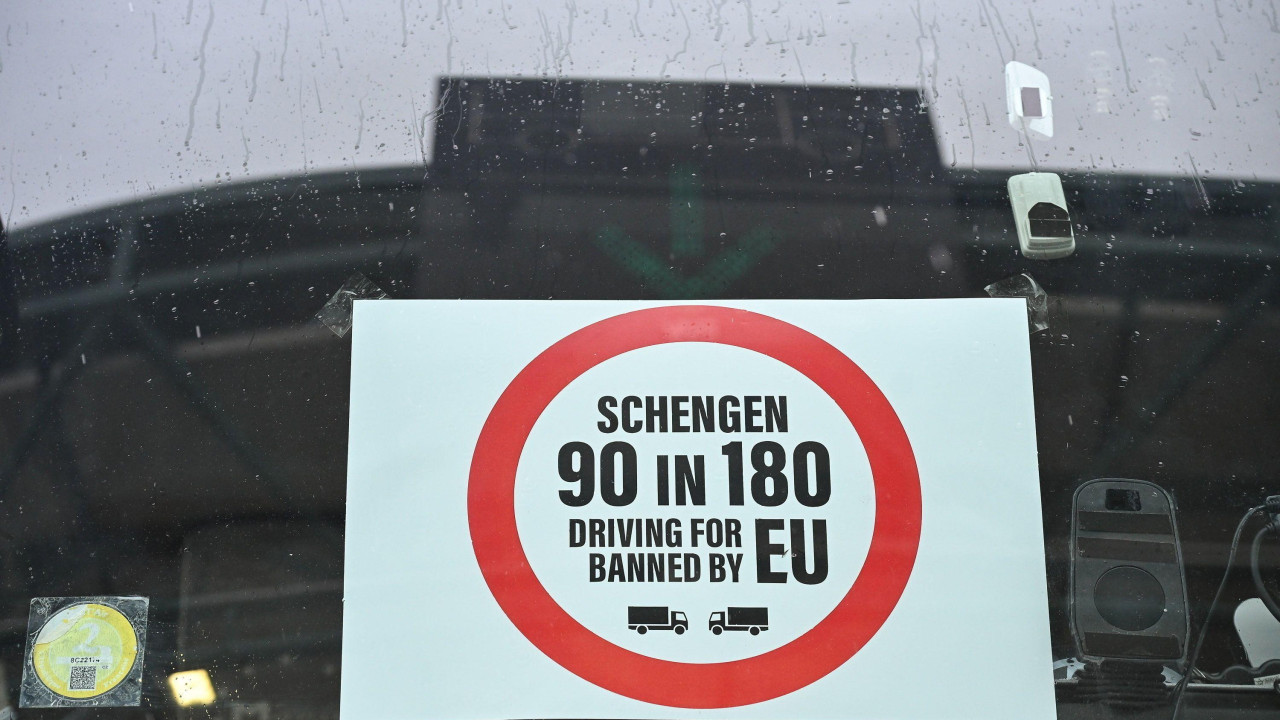 SCHENGEN
90 IN 180
DRIVING FOR
BANNED BY EU